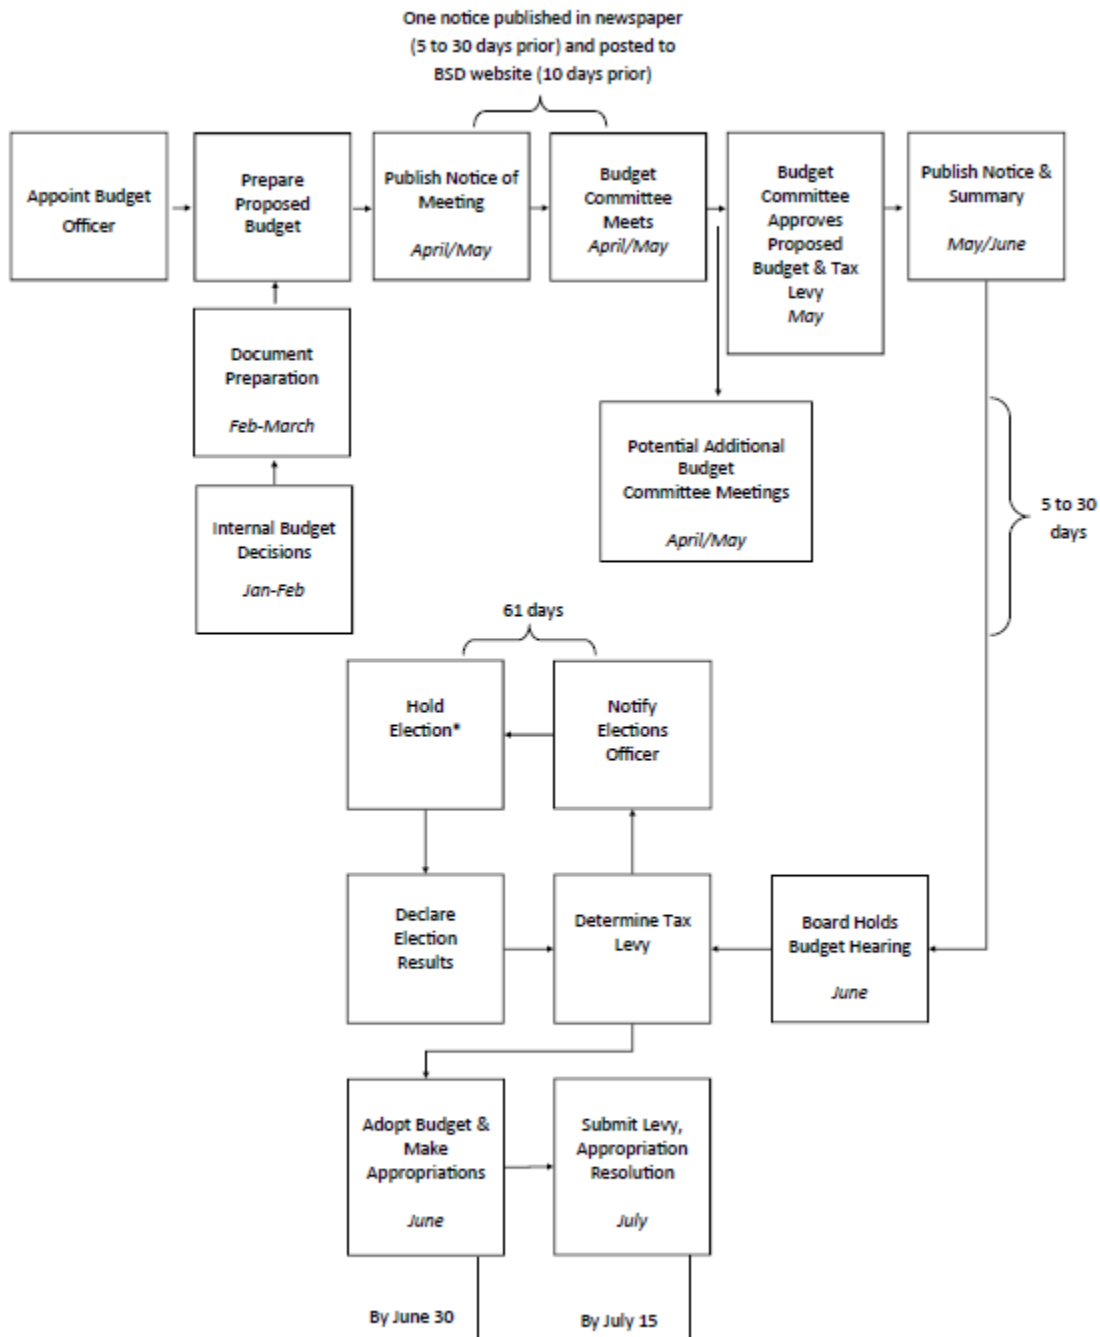 One notice published in newspaper
(5 to 30 days prior) and posted to
BSD website (10 days prior)
Appoint Budget
Officer
Prepare
Proposed
Budget
Publish Notice of
Meeting
April/May
Budget
Committee
Meets
April/May
Budget
Committee
Approves
Proposed
Budget & Tax
Levy
May
Publish Notice &
Summary
May/June
Document
Preparation
Feb-March
Potential Additional
Budget
Committee Meetings
April/May
5 to 30
days
Internal Budget
Decisions
Jan-Feb
61 days
Hold
Election*
Notify
Elections
Officer
Declare
Election
Results
Determine Tax
Levy
Board Holds
Budget Hearing
June
Adopt Budget &
Make
Appropriations
June
Submit Levy,
Appropriation
Resolution
July
By June 30
By July 15